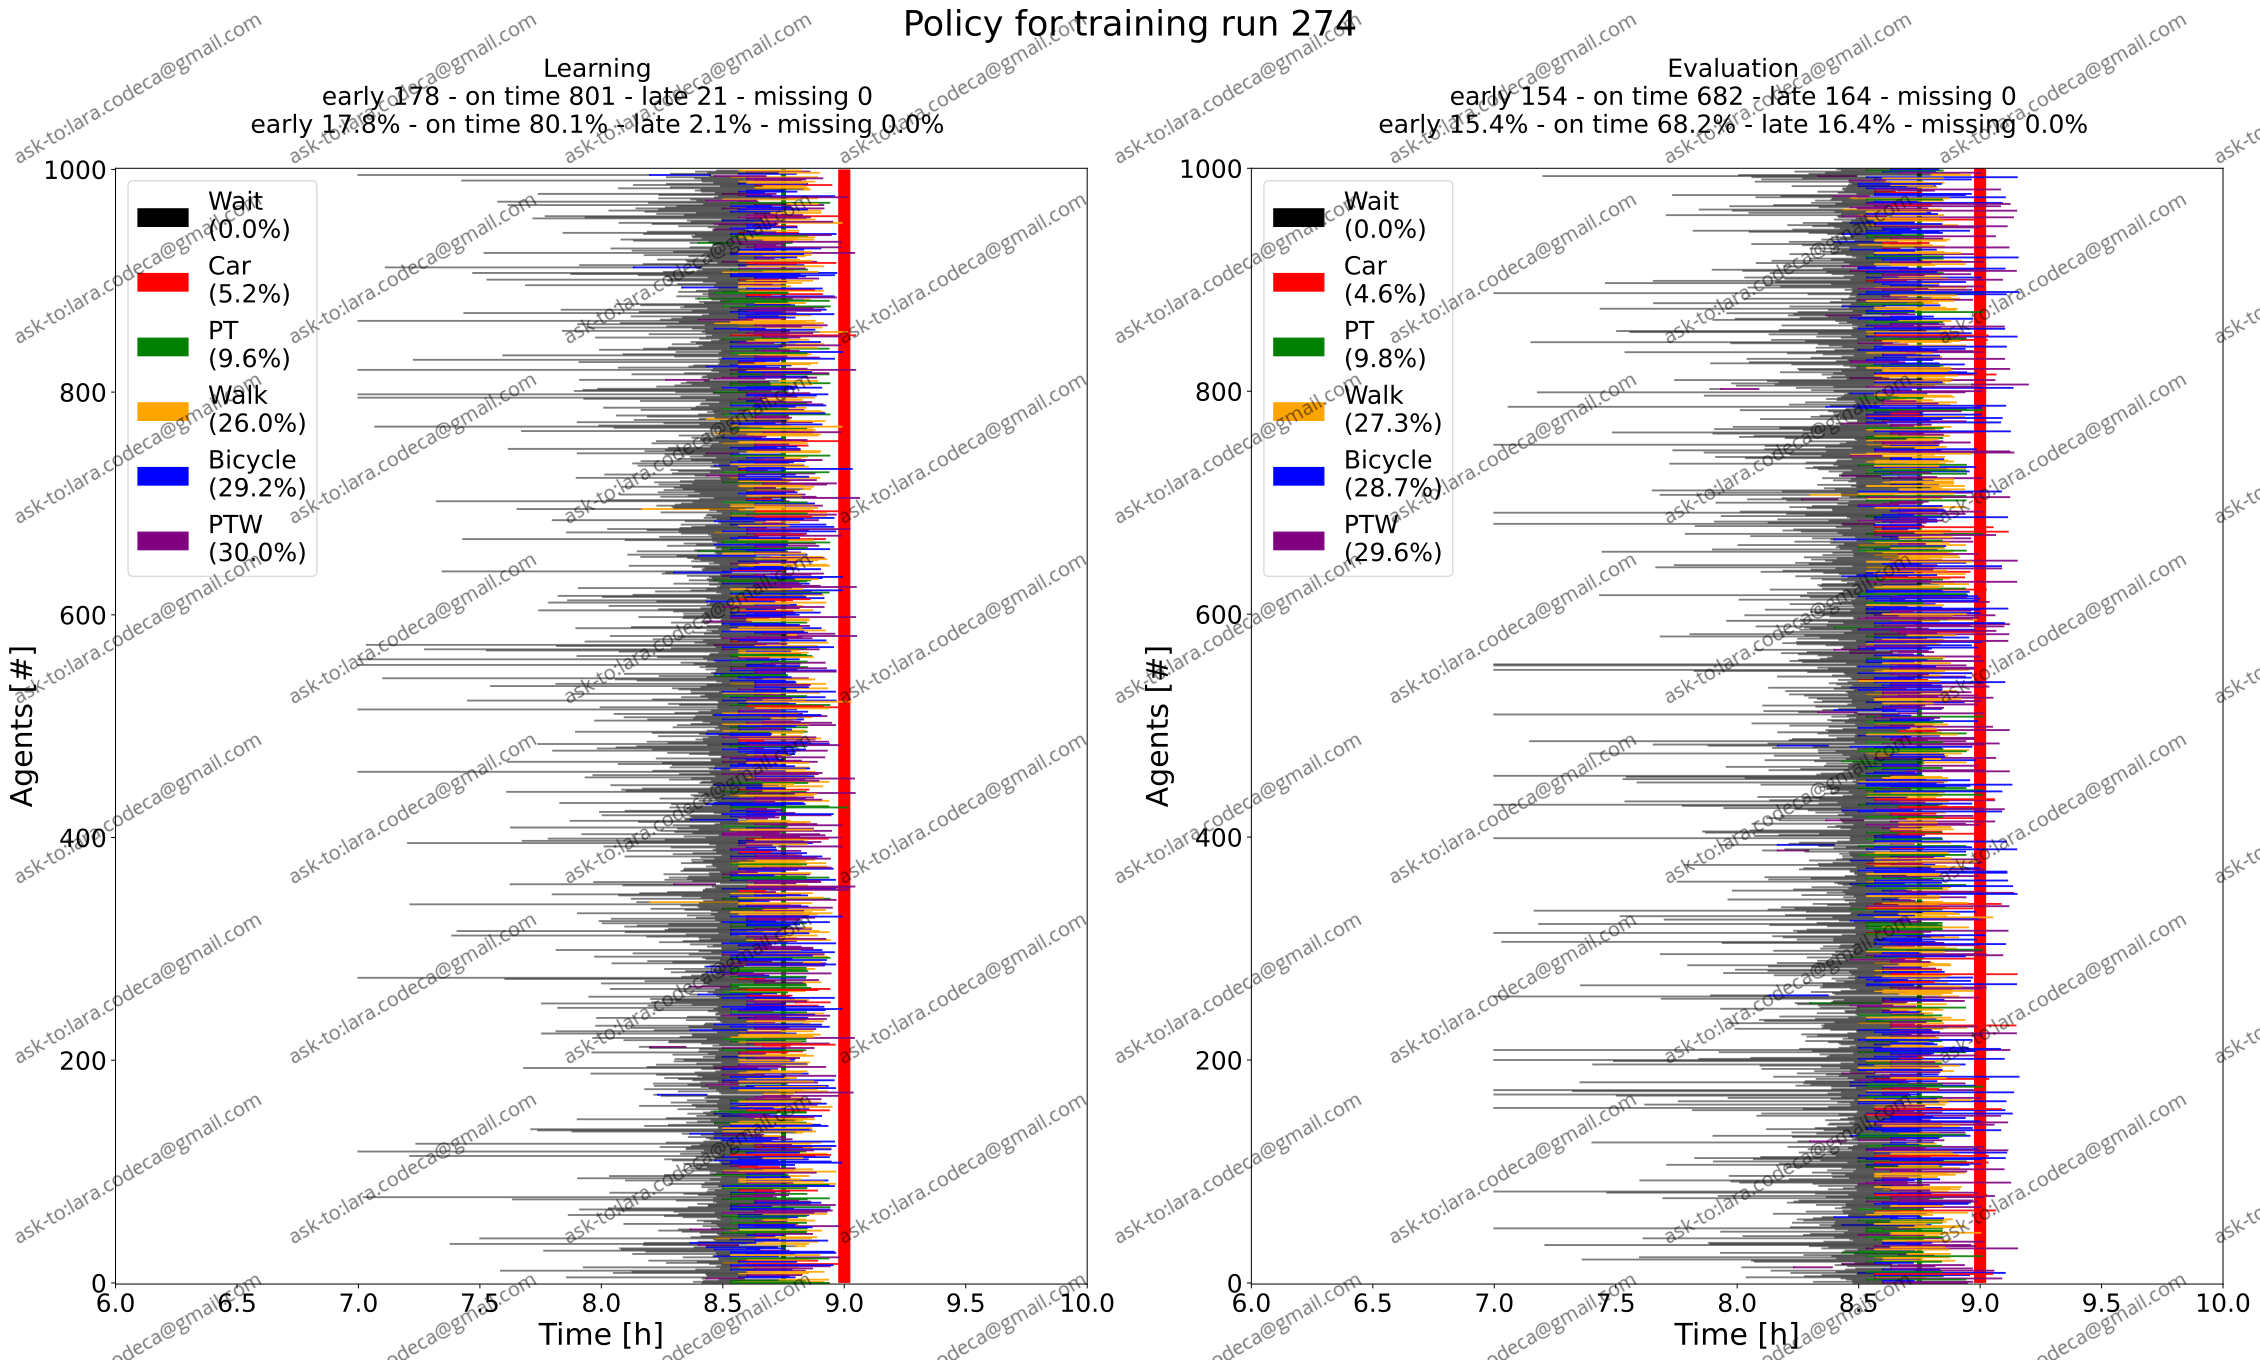 Policy for training run 274
Learning
early 178 - on time 801 - late 21 - missing 0
early 17.8% - on time 80.1% - late 2.1% - missing 0.0%
Wait
(0.0%)
Car
(5.2%)
PT
(9.6%)
Walk
(26.0%)
Bicycle
(29.2%)
PTW
(30.0%)
1000
800
600
400
200
0
Agents [#]
6.0 6.5 7.0 7.5 8.0 8.5 9.0 9.5 10.0
Time [h]
Evaluation
early 154 - on time 682 - late 164 - missing 0
early 15.4% - on time 68.2% - late 16.4% - missing 0.0%
Wait
(0.0%)
Car
(4.6%)
PT
(9.8%)
Walk
(27.3%)
Bicycle
(28.7%)
PTW
(29.6%)
1000
800
600
400
200
0
Agents [#]
6.0 6.5 7.0 7.5 8.0 8.5 9.0 9.5 10.0
Time [h]
ask-to:lara.codeca@gmail.com